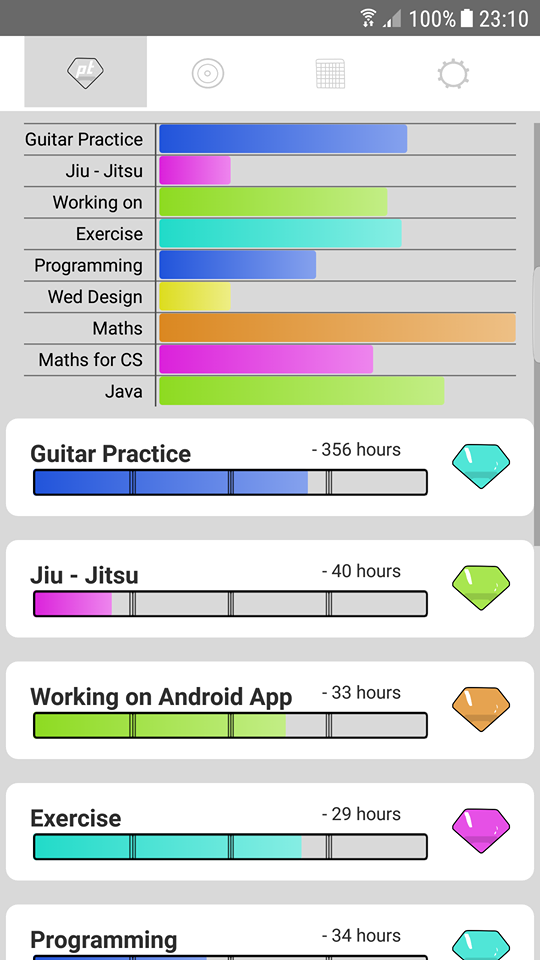 100% 23:10
pt
Guitar Practice
Jiu - Jitsu
Working on
Exercise
Programming
Wed Design
Maths
Maths for CS
Java
Guitar Practice - 356 hours
Jiu - Jitsu - 40 hours
Working on Android App - 33 hours
Exercise - 29 hours
Programming - 34 hours